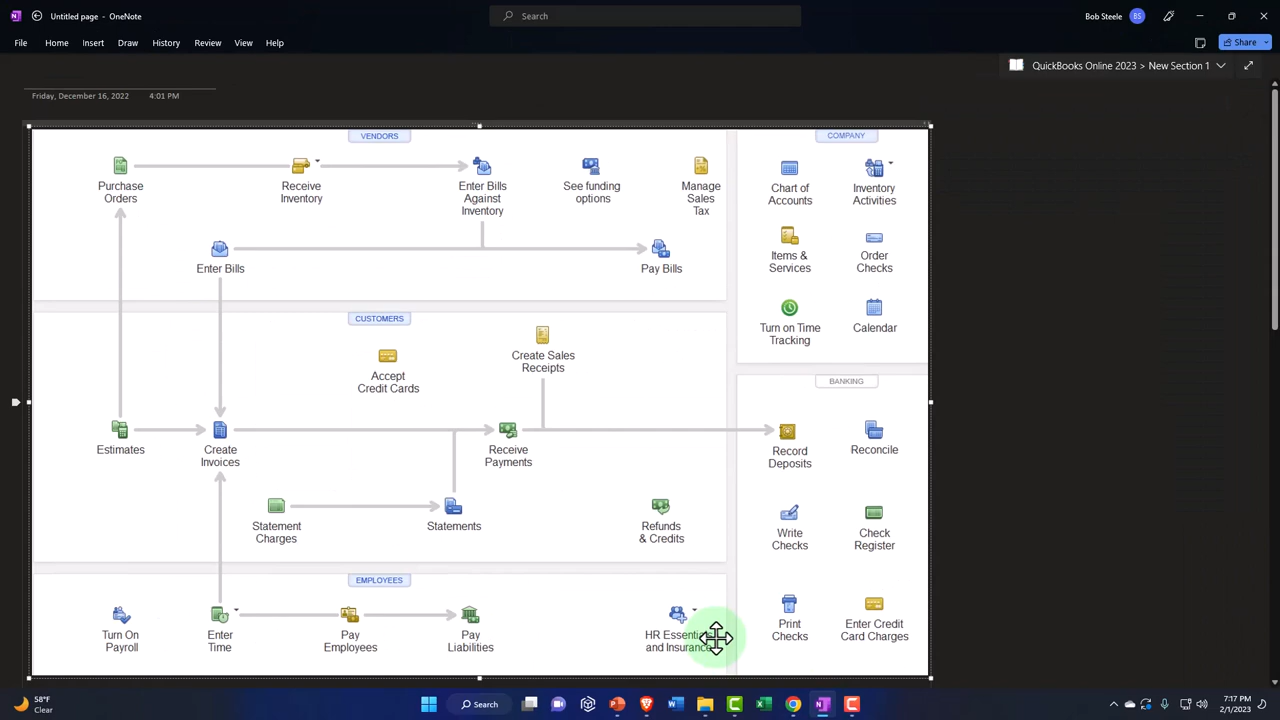 Untitled page - OneNote
Search
Bob Steele
BS
File
Home
Insert
Draw
History
Review
View
Help
Share
QuickBooks Online 2023 > New Section 1
Friday, December 16, 2022
4:01 PM
VENDORS
Purchase
Orders
Receive
Inventory
Enter Bills
Against
Inventory
See funding
options
Manage
Sales
Tax
Enter Bills
Pay Bills
COMPANY
Chart of
Accounts
Inventory
Activities
Items &
Services
Order
Checks
Turn on Time
Tracking
Calendar
CUSTOMERS
Accept
Credit Cards
Create Sales
Receipts
Estimates
Create
Invoices
Receive
Payments
Statement
Charges
Statements
Refunds
& Credits
BANKING
Record
Deposits
Reconcile
Write
Checks
Check
Register
Print
Checks
Enter Credit
Card Charges
EMPLOYEES
Turn On
Payroll
Enter
Time
Pay
Employees
Pay
Liabilities
HR Essentials
and Insurance
58°F
Clear
Search
7:17 PM
2/1/2023